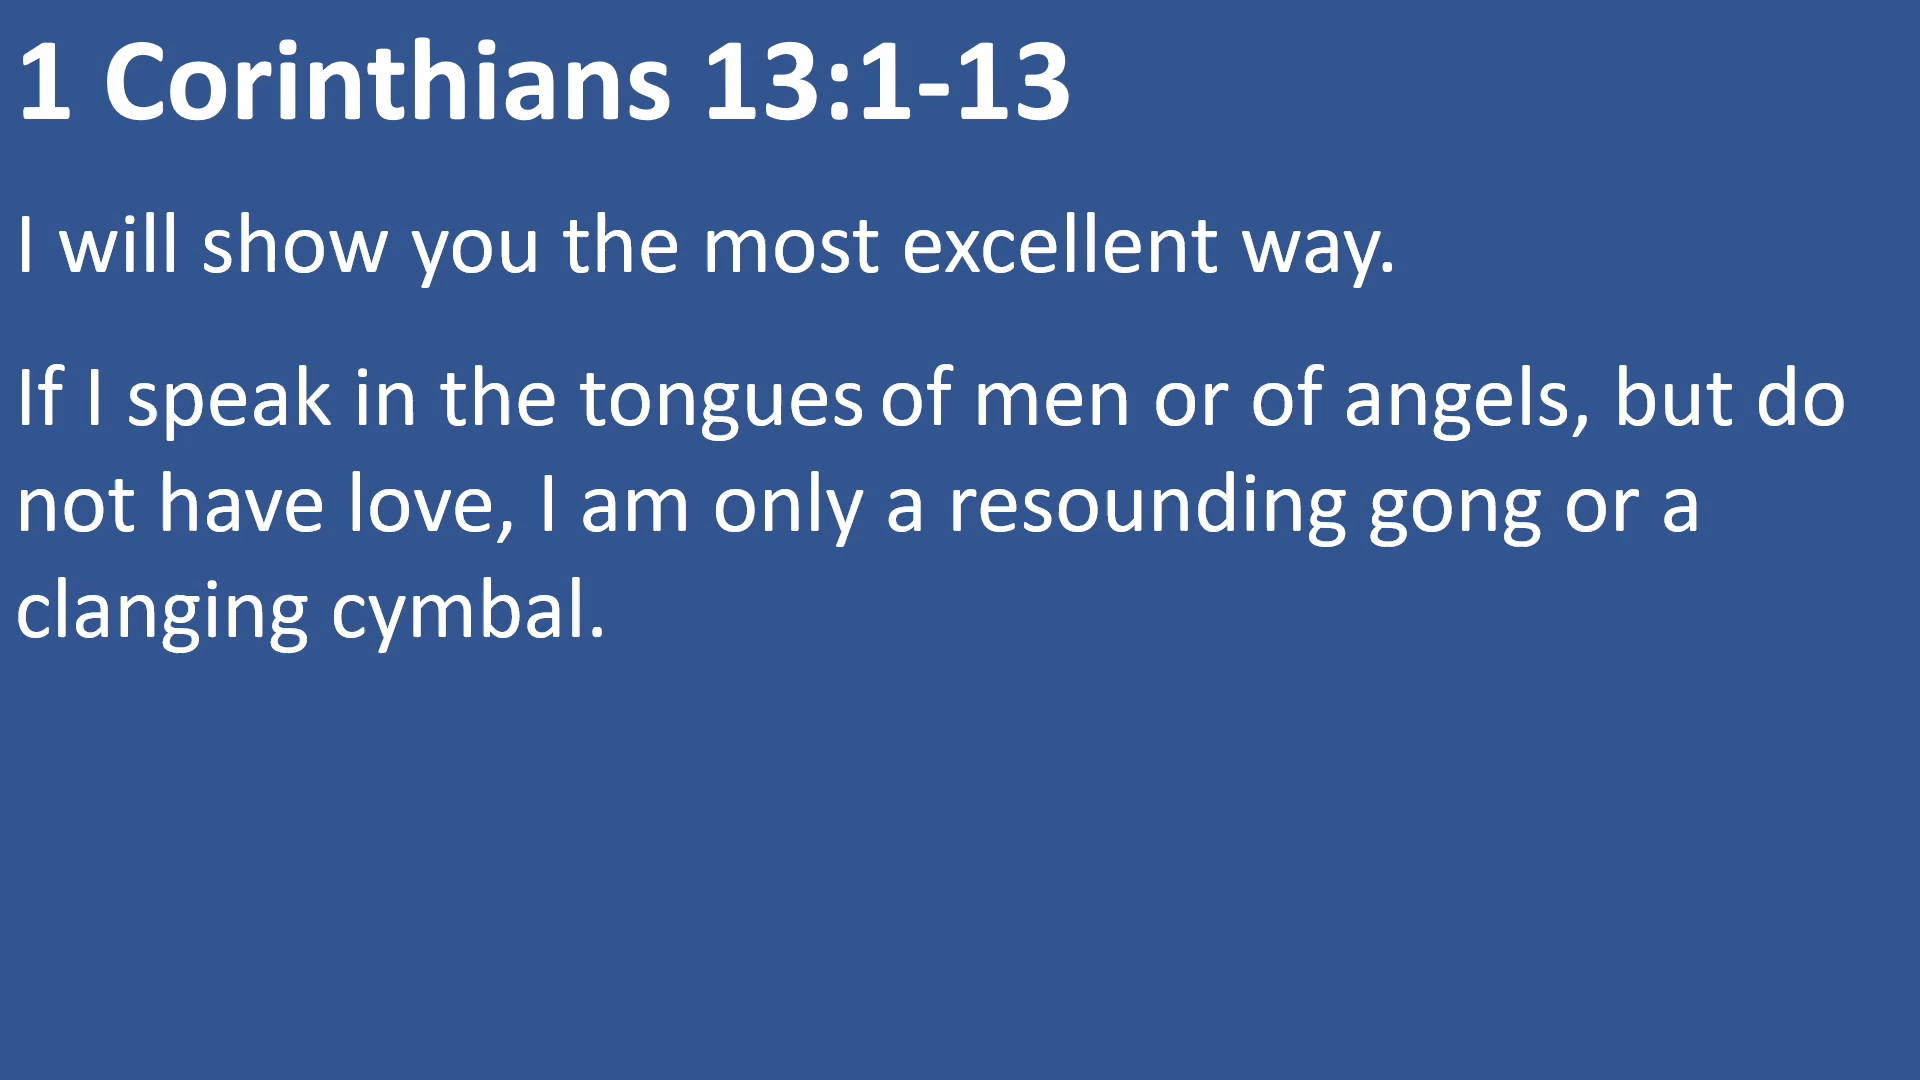 1 Corinthians 13:1-13
I will show you the most excellent way.
If I speak in the tongues of men or of angels, but do
not have love, I am only a resounding gong or a
clanging cymbal.